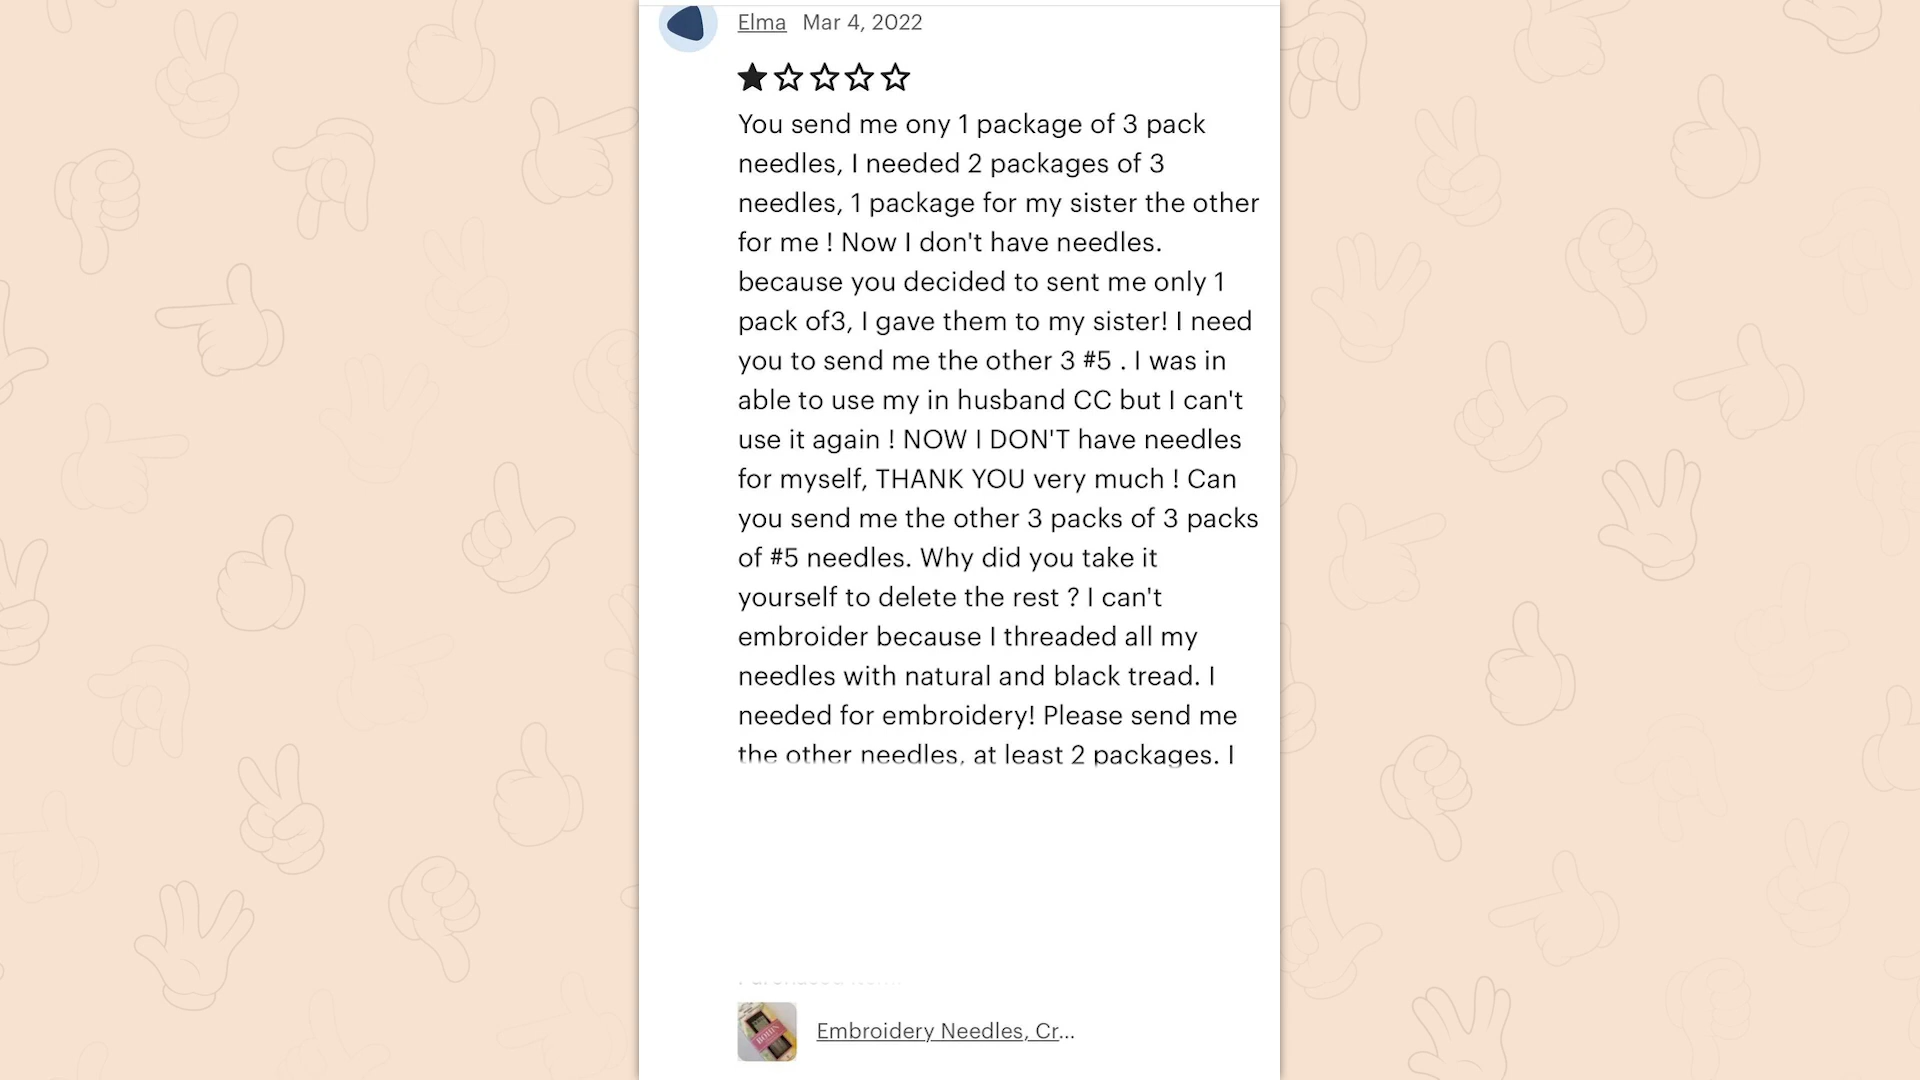 Elma Mar 4, 2022
You send me ony 1 package of 3 pack
needles, I needed 2 packages of 3
needles, 1 package for my sister the other
for me ! Now I don't have needles.
because you decided to sent me only 1
pack of3, I gave them to my sister! I need
you to send me the other 3 #5 . I was in
able to use my in husband CC but I can't
use it again ! NOW I DON'T have needles
for myself, THANK YOU very much ! Can
you send me the other 3 packs of 3 packs
of #5 needles. Why did you take it
yourself to delete the rest ? I can't
embroider because I threaded all my
needles with natural and black tread. I
needed for embroidery! Please send me
the other needles, at least 2 packages. I
Embroidery Needles, Cr...